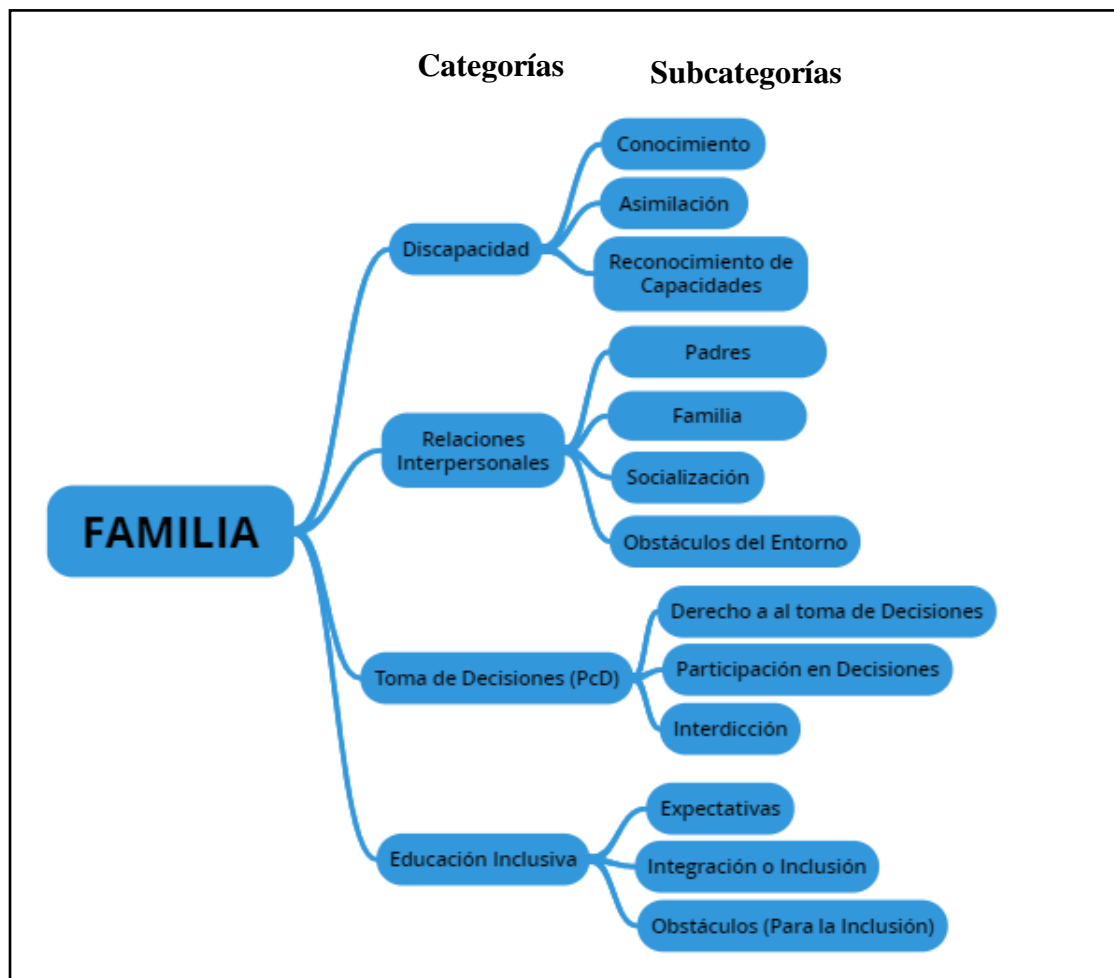 Categorías
Subcategorías
FAMILIA
Discapacidad
Conocimiento
Asimilación
Reconocimiento de
Capacidades
Relaciones
Interpersonales
Padres
Familia
Socialización
Obstáculos del Entorno
Toma de Decisiones (PcD)
Derecho a al toma de Decisiones
Participación en Decisiones
Interdicción
Educación Inclusiva
Expectativas
Integración o Inclusión
Obstáculos (Para la Inclusión)